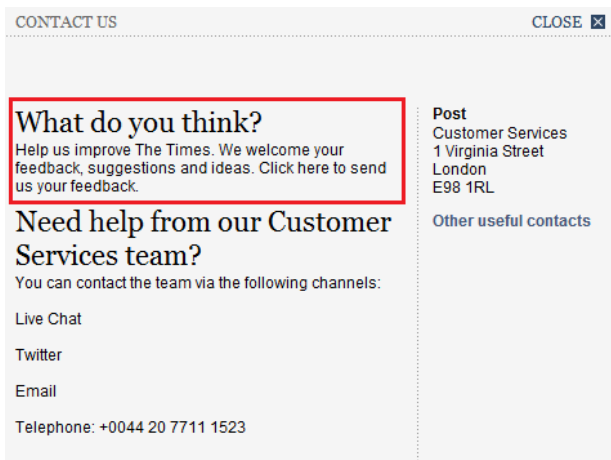 CONTACT US
CLOSE
What do you think?
Help us improve The Times. We welcome your
feedback, suggestions and ideas. Click here to send
us your feedback.
Need help from our Customer
Services team?
You can contact the team via the following channels:
Live Chat
Twitter
Email
Telephone: +0044 20 7711 1523
Post
Customer Services
1 Virginia Street
London
E98 1RL
Other useful contacts